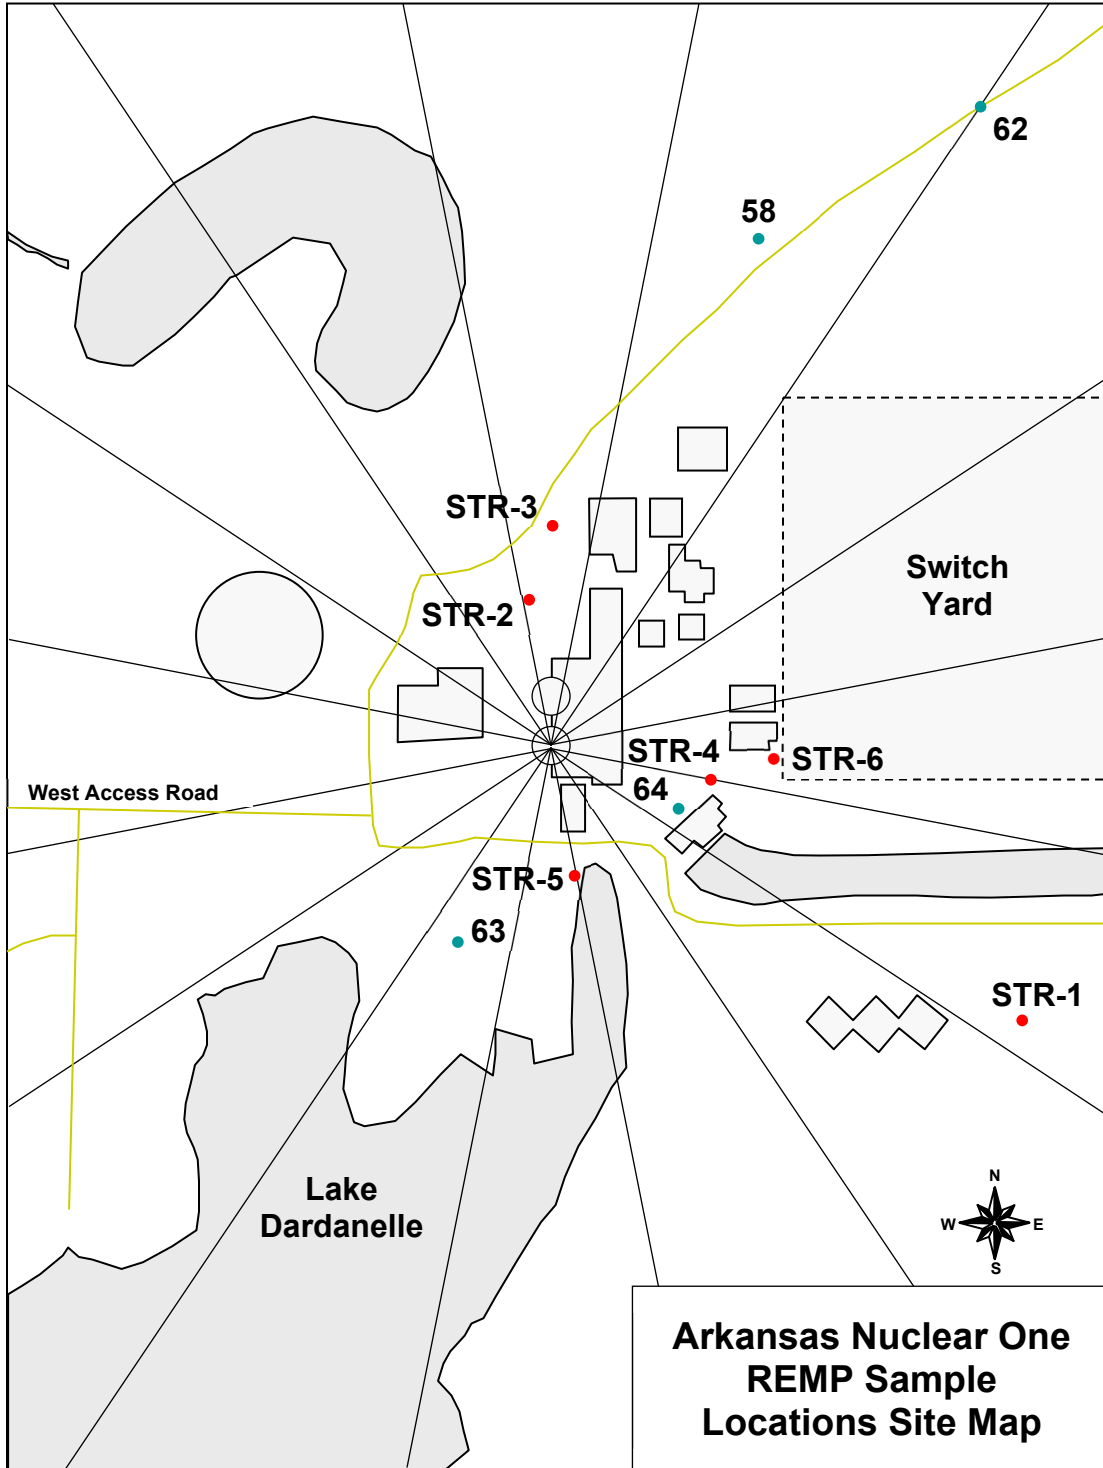 62
58
STR-3
Switch
Yard
STR-2
STR-4
STR-6
64
West Access Road
STR-5
63
STR-1
N
W
E
S
Lake
Dardanelle
Arkansas Nuclear One
REMP Sample
Locations Site Map